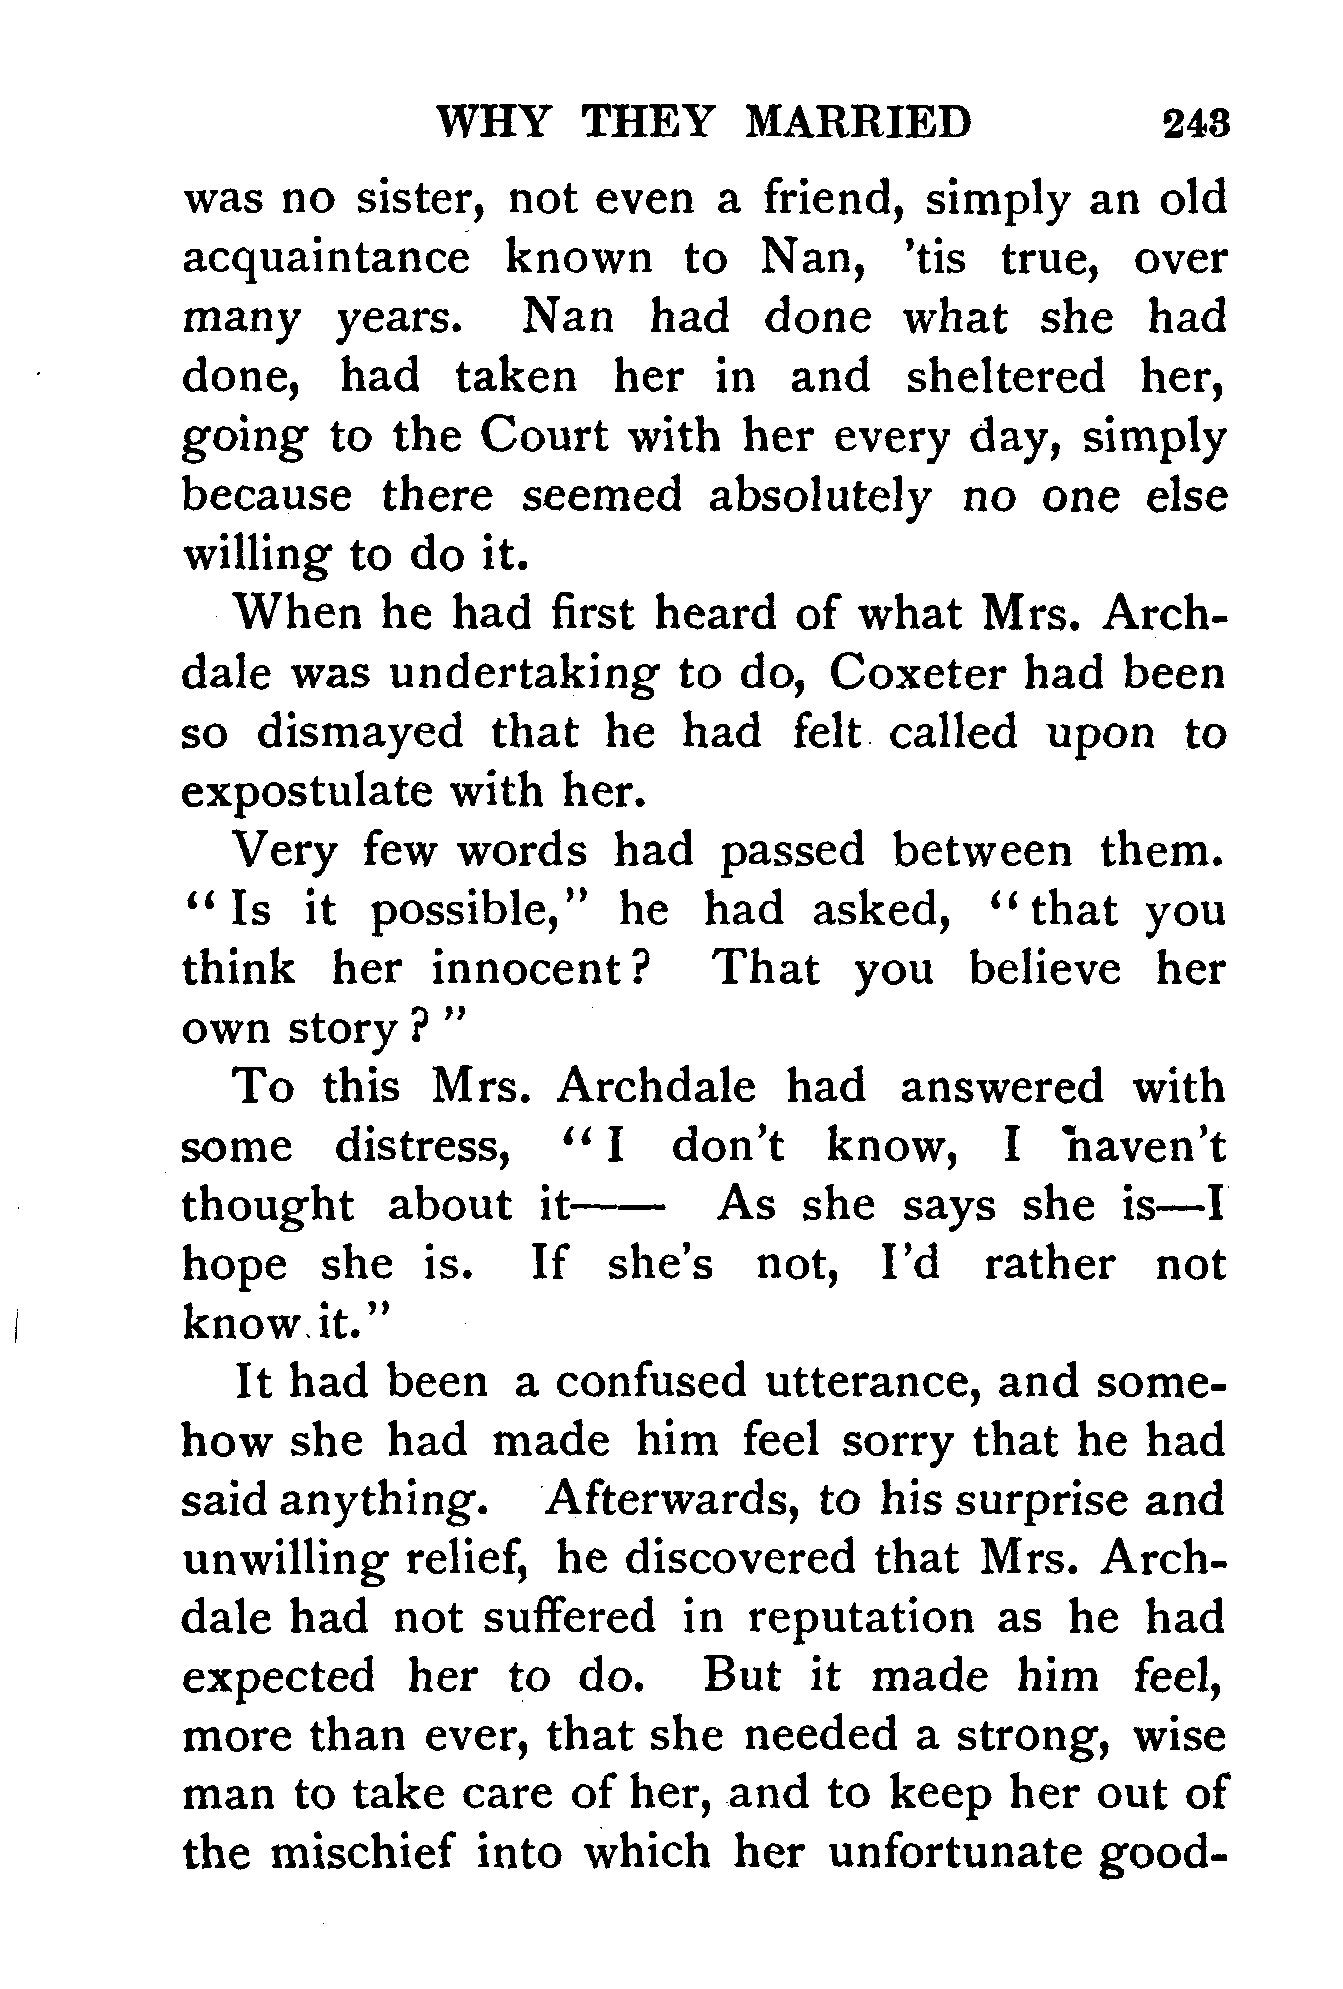 WHY THEY MARRIED 243
was no sister, not even a friend, simply an old
acquaintance known to Nan, 'tis true, over
many years. Nan had done what she had
done, had taken her in and sheltered her,
going to the Court with her every day, simply
because there seemed absolutely no one else
willing to do it.
When he had first heard of what Mrs. Arch-
dale was undertaking to do, Coxeter had been
so dismayed that he had felt called upon to
expostulate with her.
Very few words had passed between them.
“Is it possible,” he had asked, “that you
think her innocent? That you believe her
own story?”
To this Mrs. Archdale had answered with
some distress, “I don't know, I haven't
thought about it—— As she says she is—I
hope she is. If she's not, I'd rather not
know it.”
It had been a confused utterance, and some-
how she had made him feel sorry that he had
said anything. Afterwards, to his surprise and
unwilling relief, he discovered that Mrs. Arch-
dale had not suffered in reputation as he had
expected her to do. But it made him feel,
more than ever, that she needed a strong, wise
man to take care of her, and to keep her out of
the mischief into which her unfortunate good-